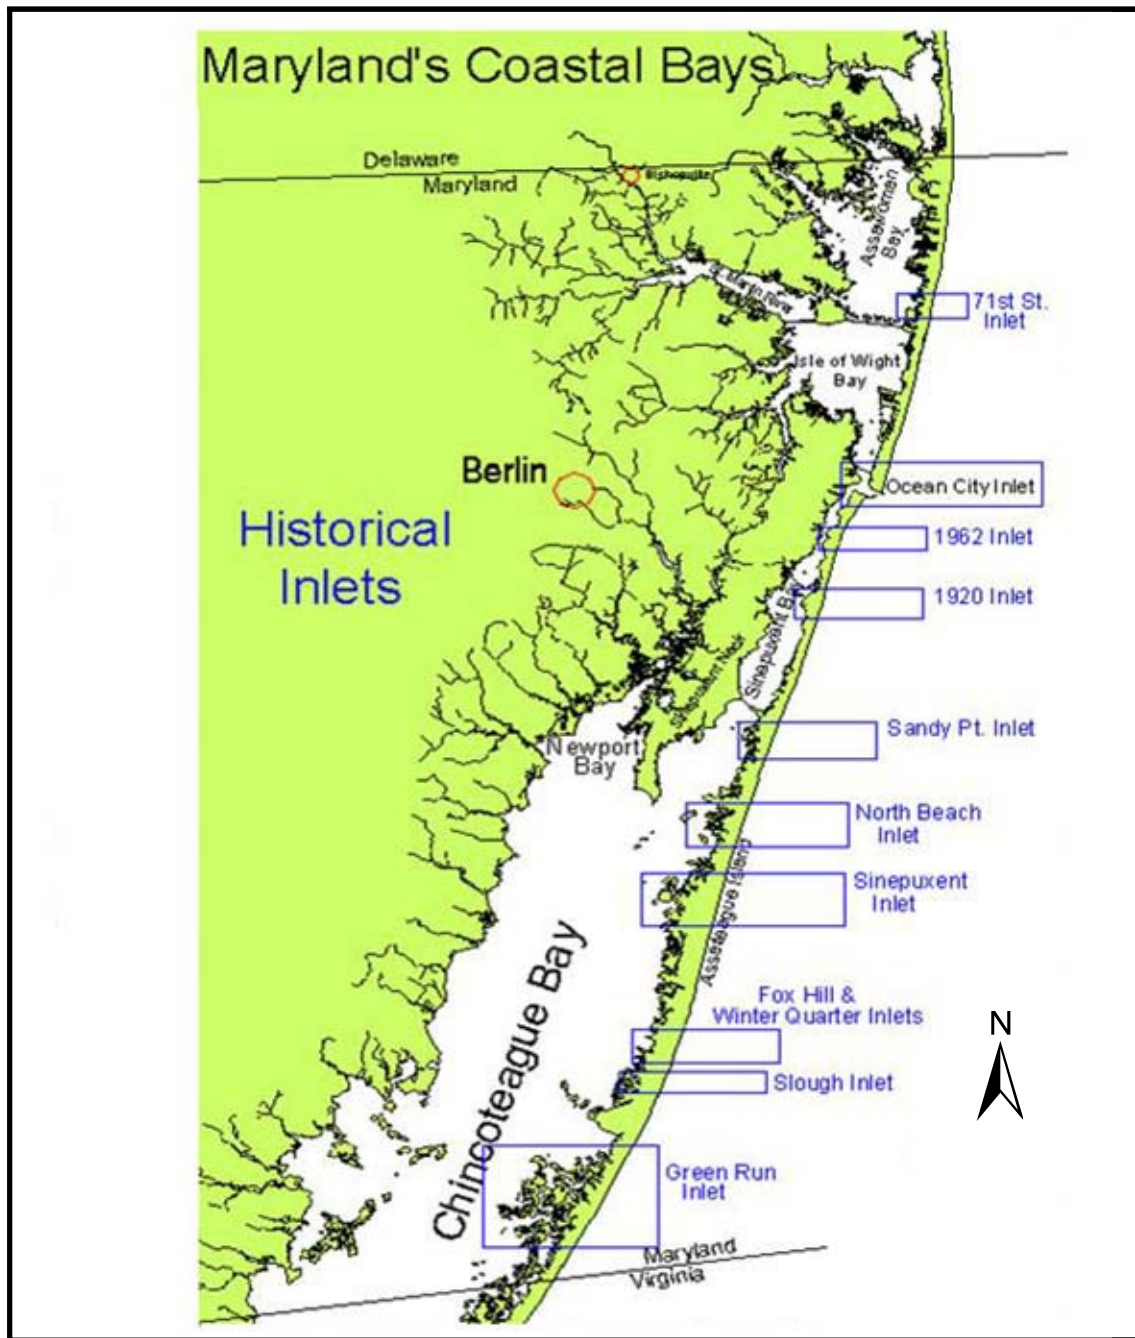 Maryland's Coastal Bays
Delaware
Maryland
Bishopville
Assawoman
Bay
St. Martin River
71st St.
Inlet
Isle of Wight
Bay
Berlin
Ocean City Inlet
Historical
Inlets
1962 Inlet
1920 Inlet
Sinepuxent Bay
Sinepuxent Neck
Sandy Pt. Inlet
Newport
Bay
North Beach
Inlet
Assateague Island
Sinepuxent
Inlet
Chincoteague Bay
Fox Hill &
Winter Quarter Inlets
N
Slough Inlet
Green Run
Inlet
Maryland
Virginia